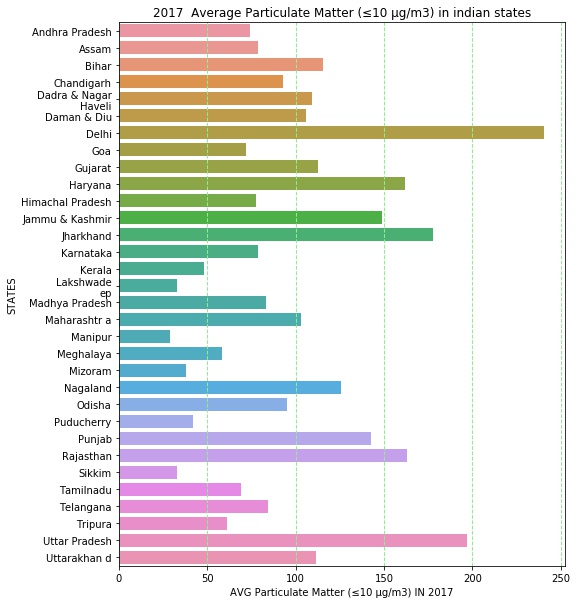 2017  Average Particulate Matter (≤10 μg/m3) in indian states
Andhra Pradesh
Assam
Bihar
Chandigarh
Dadra & Nagar
Haveli
Daman & Diu
Delhi
Goa
Gujarat
Haryana
Himachal Pradesh
Jammu & Kashmir
Jharkhand
Karnataka
Kerala
Lakshwade
ep
Madhya Pradesh
Maharashtr a
Manipur
Meghalaya
Mizoram
Nagaland
Odisha
Puducherry
Punjab
Rajasthan
Sikkim
Tamilnadu
Telangana
Tripura
Uttar Pradesh
Uttarakhan d
STATES
0 50 100 150 200 250
AVG Particulate Matter (≤10 μg/m3) IN 2017